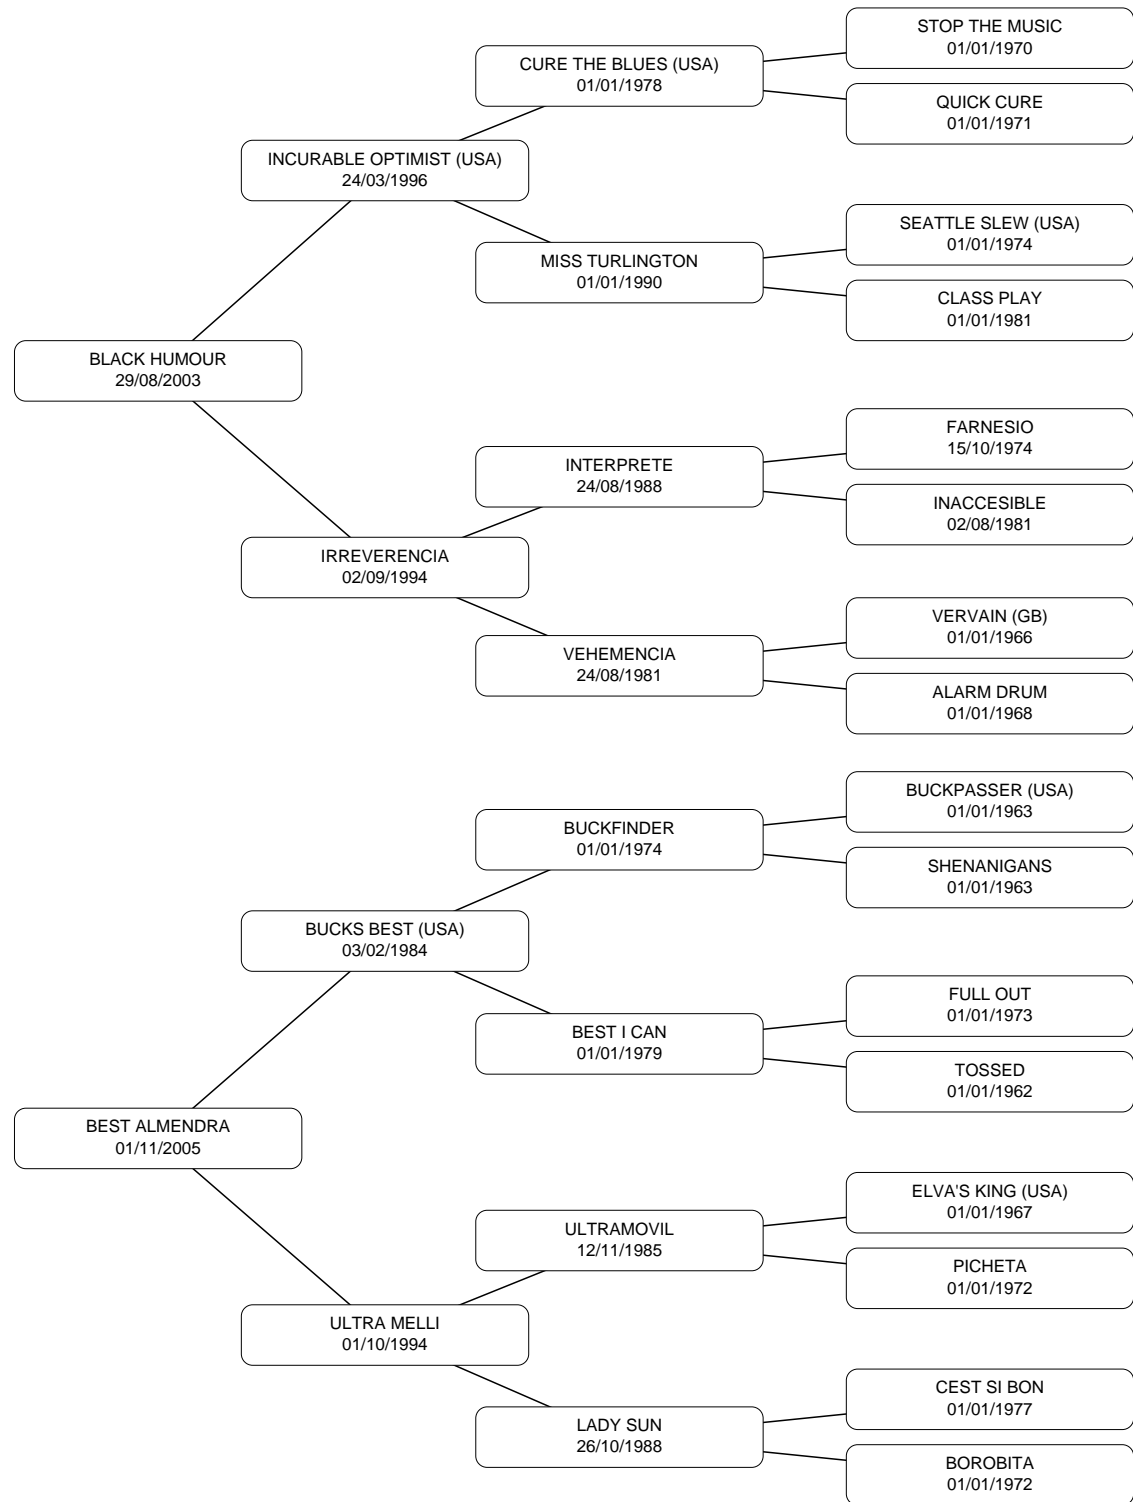 STOP THE MUSIC
01/01/1970
CURE THE BLUES (USA)
01/01/1978
QUICK CURE
01/01/1971
INCURABLE OPTIMIST (USA)
24/03/1996
SEATTLE SLEW (USA)
01/01/1974
MISS TURLINGTON
01/01/1990
CLASS PLAY
01/01/1981
BLACK HUMOUR
29/08/2003
FARNESIO
15/10/1974
INTERPRETE
24/08/1988
INACCESIBLE
02/08/1981
IRREVERENCIA
02/09/1994
VERVAIN (GB)
01/01/1966
VEHEMENCIA
24/08/1981
ALARM DRUM
01/01/1968
BUCKPASSER (USA)
01/01/1963
BUCKFINDER
01/01/1974
SHENANIGANS
01/01/1963
BUCKS BEST (USA)
03/02/1984
FULL OUT
01/01/1973
BEST I CAN
01/01/1979
TOSSED
01/01/1962
BEST ALMENDRA
01/11/2005
ELVA'S KING (USA)
01/01/1967
ULTRAMOVIL
12/11/1985
PICHETA
01/01/1972
ULTRA MELLI
01/10/1994
CEST SI BON
01/01/1977
LADY SUN
26/10/1988
BOROBITA
01/01/1972